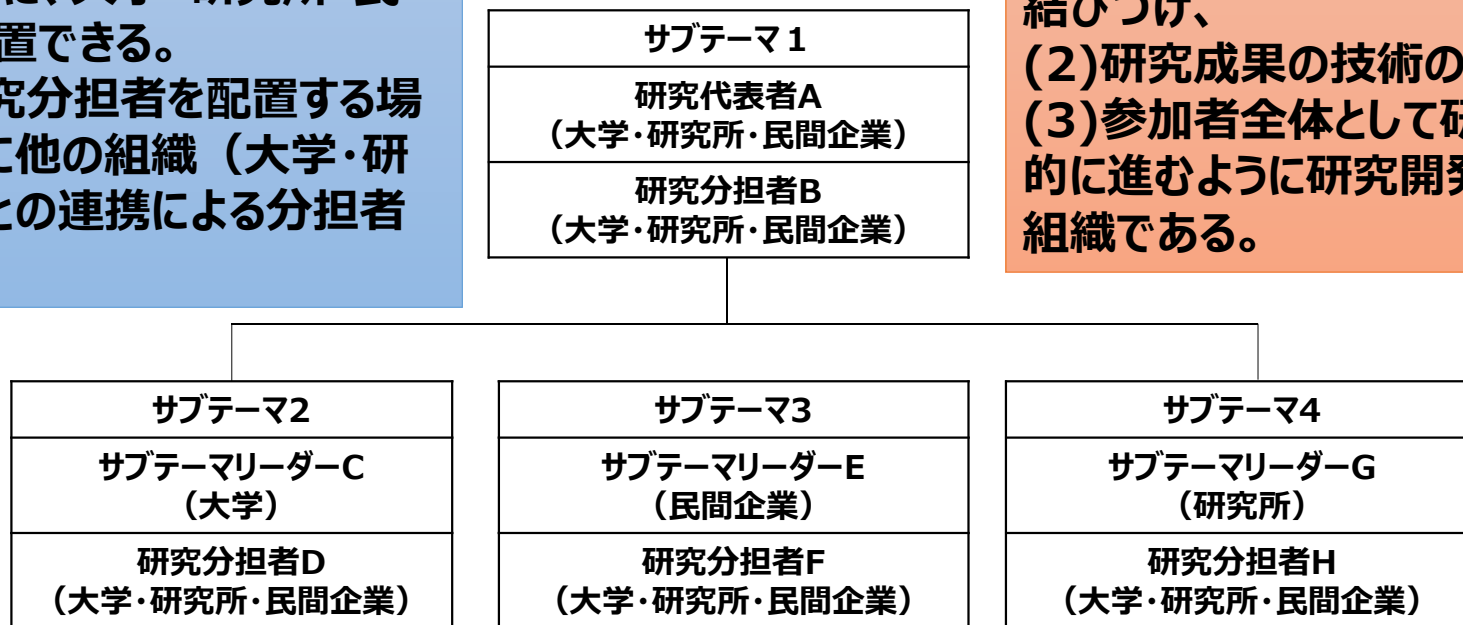 置できる。
究分担者を配置する場
他の組織（大学・研
との連携による分担者
サブテーマ１
研究代表者A
（大学・研究所・民間企業）
研究分担者B
（大学・研究所・民間企業）
結びつけ、
(2)研究成果の技術の
(3)参加者全体として研
的に進むように研究開発
組織である。
サブテーマ2
サブテーマリーダーC
（大学）
研究分担者D
（大学・研究所・民間企業）
サブテーマ3
サブテーマリーダーE
（民間企業）
研究分担者F
（大学・研究所・民間企業）
サブテーマ4
サブテーマリーダーG
（研究所）
研究分担者H
（大学・研究所・民間企業）